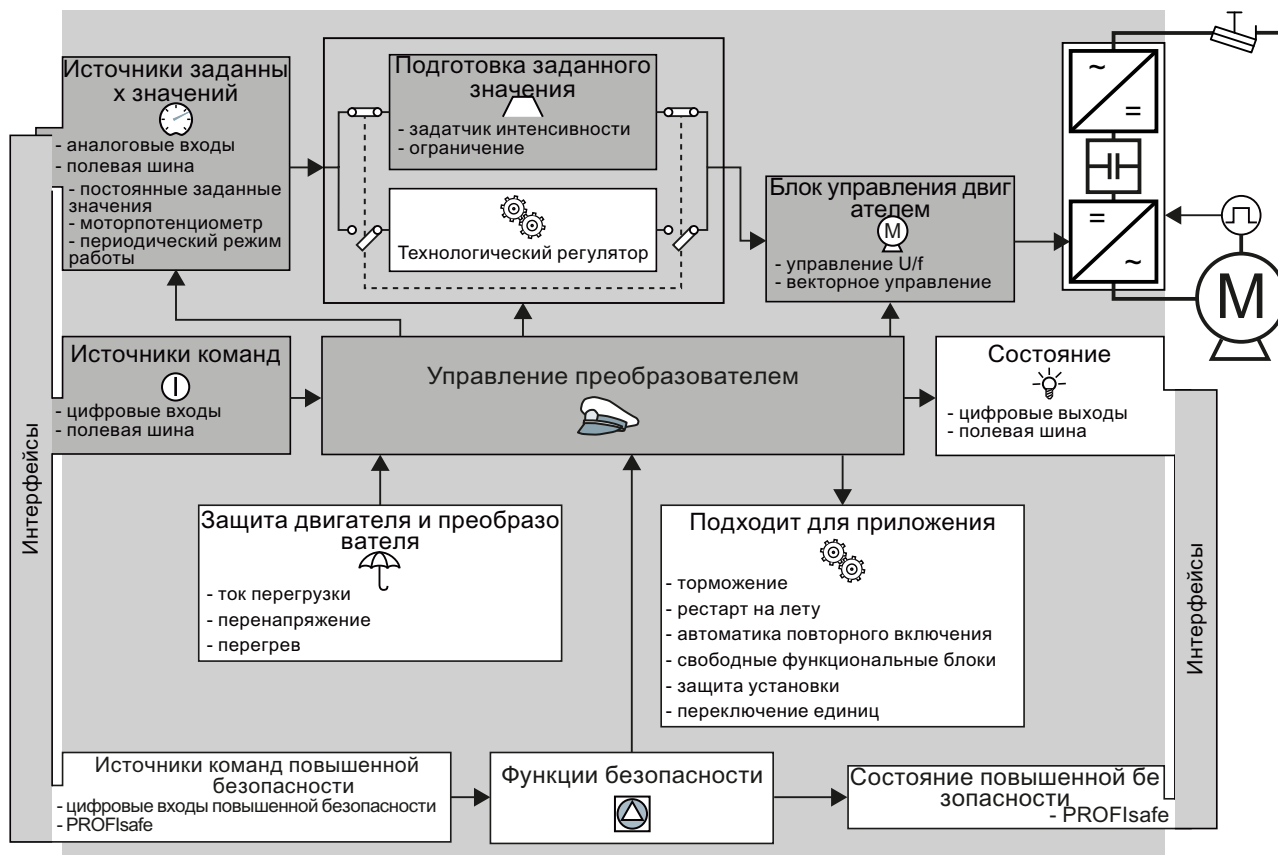 Источники заданны
х значений
- аналоговые входы
- полевая шина
- постоянные заданные
значения
- моторпотенциометр
- периодический режим
работы
Подготовка заданного
значения
- задатчик интенсивности
- ограничение
Технологический регулятор
Блок управления двиг
ателем
M
- управление U/f
- векторное управление
~
=
=
~
M
Источники команд
- цифровые входы
- полевая шина
Управление преобразователем
Состояние
- цифровые выходы
- полевая шина
Интерфейсы
Интерфейсы
Защита двигателя и преобразо
вателя
- ток перегрузки
- перенапряжение
- перегрев
Подходит для приложения
- торможение
- рестарт на лету
- автоматика повторного включения
- свободные функциональные блоки
- защита установки
- переключение единиц
Источники команд повышенной
безопасности
- цифровые входы повышенной безопасности
- PROFIsafe
Функции безопасности
Состояние повышенной бе
зопасности
- PROFIsafe